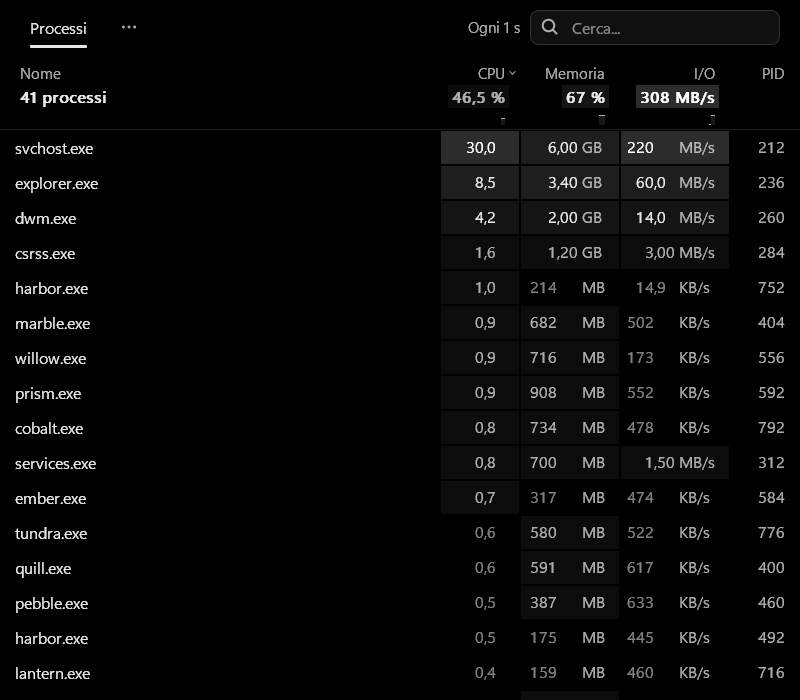 Processi ···
Ogni 1 s
Cerca...
Nome CPU Memoria I/O PID
41 processi 46,5 % 67 % 308 MB/s
svchost.exe 30,0 6,00 GB 220 MB/s 212
explorer.exe 8,5 3,40 GB 60,0 MB/s 236
dwm.exe 4,2 2,00 GB 14,0 MB/s 260
csrss.exe 1,6 1,20 GB 3,00 MB/s 284
harbor.exe 1,0 214 MB 14,9 KB/s 752
marble.exe 0,9 682 MB 502 KB/s 404
willow.exe 0,9 716 MB 173 KB/s 556
prism.exe 0,9 908 MB 552 KB/s 592
cobalt.exe 0,8 734 MB 478 KB/s 792
services.exe 0,8 700 MB 1,50 MB/s 312
ember.exe 0,7 317 MB 474 KB/s 584
tundra.exe 0,6 580 MB 522 KB/s 776
quill.exe 0,6 591 MB 617 KB/s 400
pebble.exe 0,5 387 MB 633 KB/s 460
harbor.exe 0,5 175 MB 445 KB/s 492
lantern.exe 0,4 159 MB 460 KB/s 716